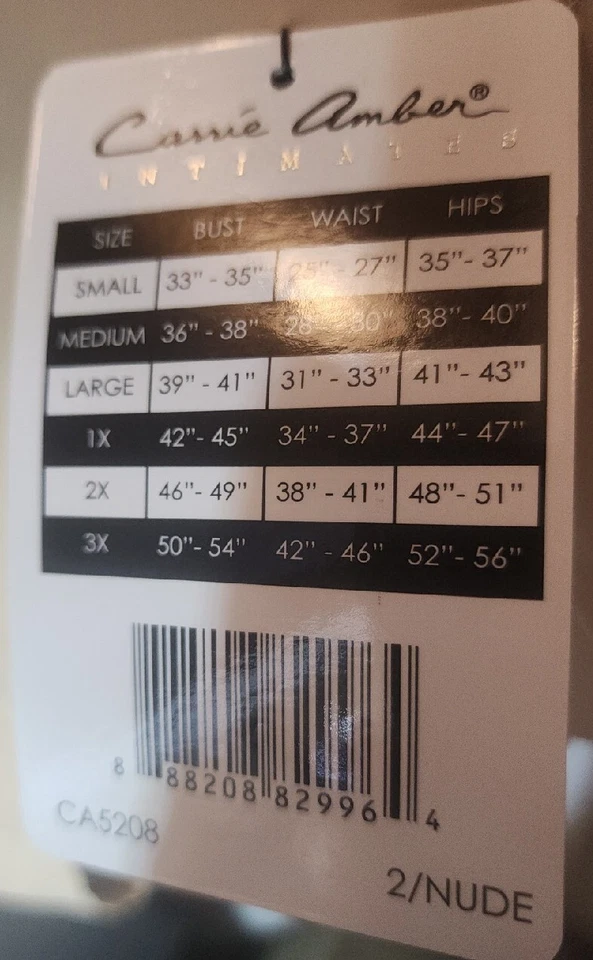 Carrie Amber®
INTIMATES
SIZE BUST WAIST HIPS
SMALL 33" - 35" 25" - 27" 35"- 37"
MEDIUM 36" - 38" 28" - 30" 38"- 40"
LARGE 39" - 41" 31" - 33" 41"- 43"
1X 42"- 45" 34" - 37" 44"- 47"
2X 46"- 49" 38" - 41" 48"- 51"
3X 50"- 54" 42" - 46" 52"- 56"
8 88208 82996 4
CA5208
2/NUDE